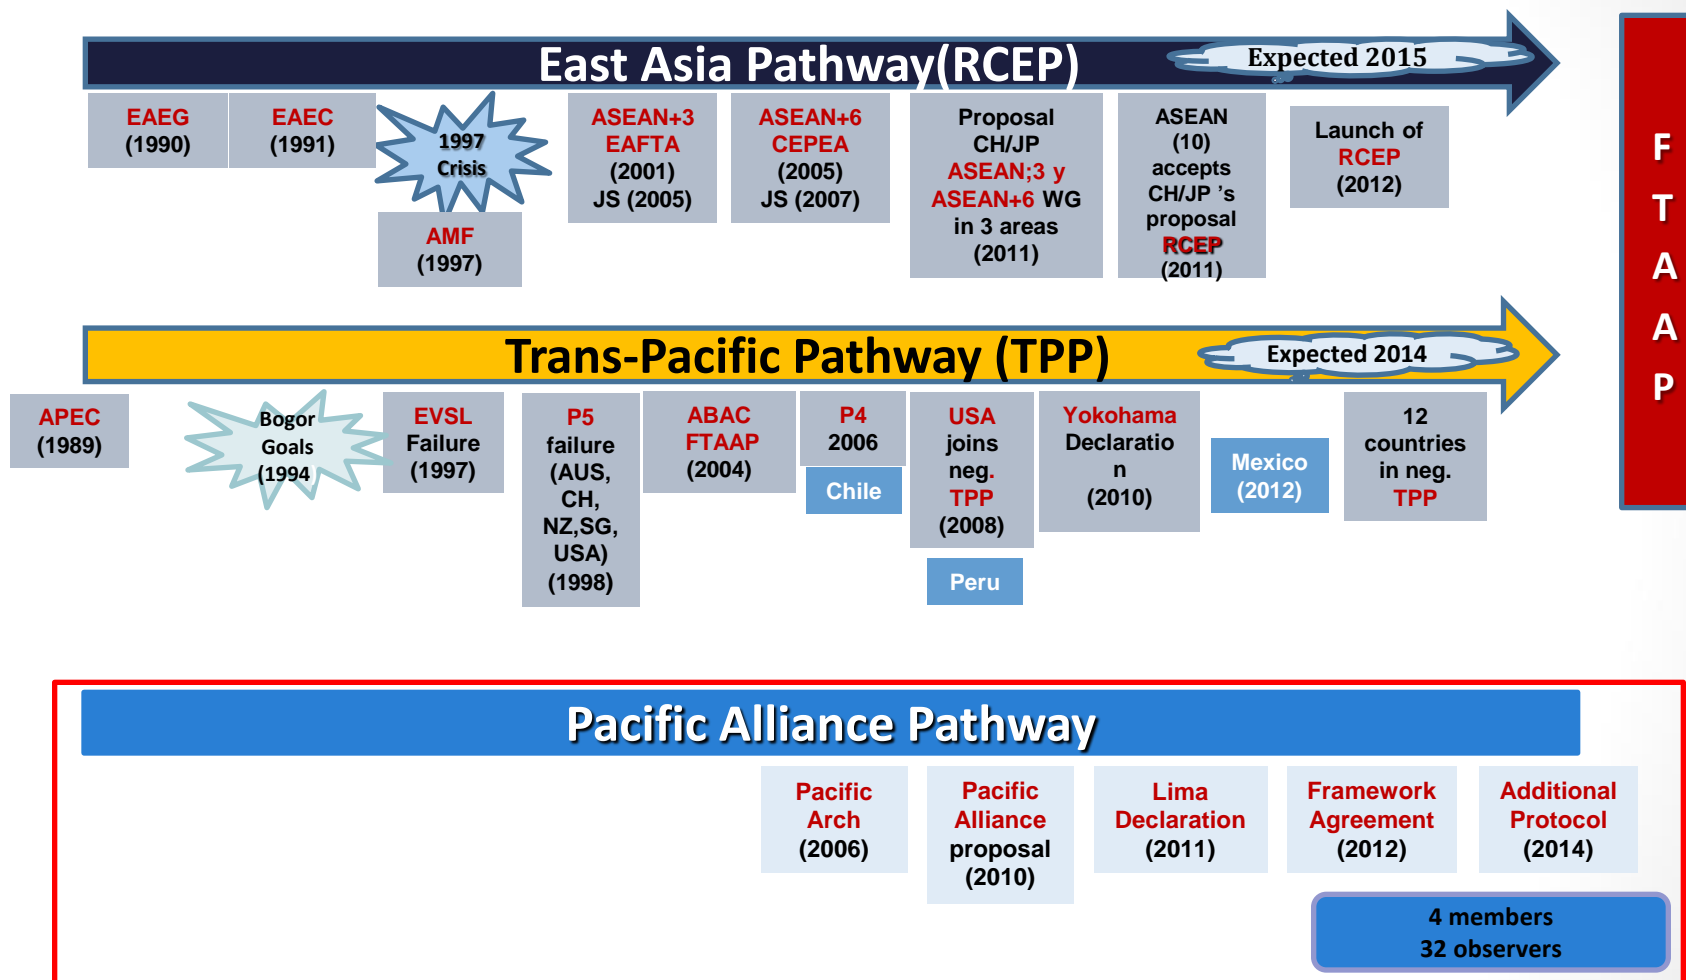 East Asia Pathway(RCEP)
Expected 2015
EAEG
(1990)
EAEC
(1991)
1997
Crisis
AMF
(1997)
ASEAN+3
EAFTA
(2001)
JS (2005)
ASEAN+6
CEPEA
(2005)
JS (2007)
Proposal
CH/JP
ASEAN;3 y
ASEAN+6 WG
in 3 areas
(2011)
ASEAN
(10)
accepts
CH/JP ’s
proposal
RCEP
(2011)
Launch of
RCEP
(2012)
F
T
A
A
P
Trans-Pacific Pathway (TPP)
Expected 2014
APEC
(1989)
Bogor
Goals
(1994
EVSL
Failure
(1997)
P5
failure
(AUS,
CH,
NZ,SG,
USA)
(1998)
ABAC
FTAAP
(2004)
P4
2006
Chile
USA
joins
neg.
TPP
(2008)
Peru
Yokohama
Declaratio
n
(2010)
Mexico
(2012)
12
countries
in neg.
TPP
Pacific Alliance Pathway
Pacific
Arch
(2006)
Pacific
Alliance
proposal
(2010)
Lima
Declaration
(2011)
Framework
Agreement
(2012)
Additional
Protocol
(2014)
4 members
32 observers